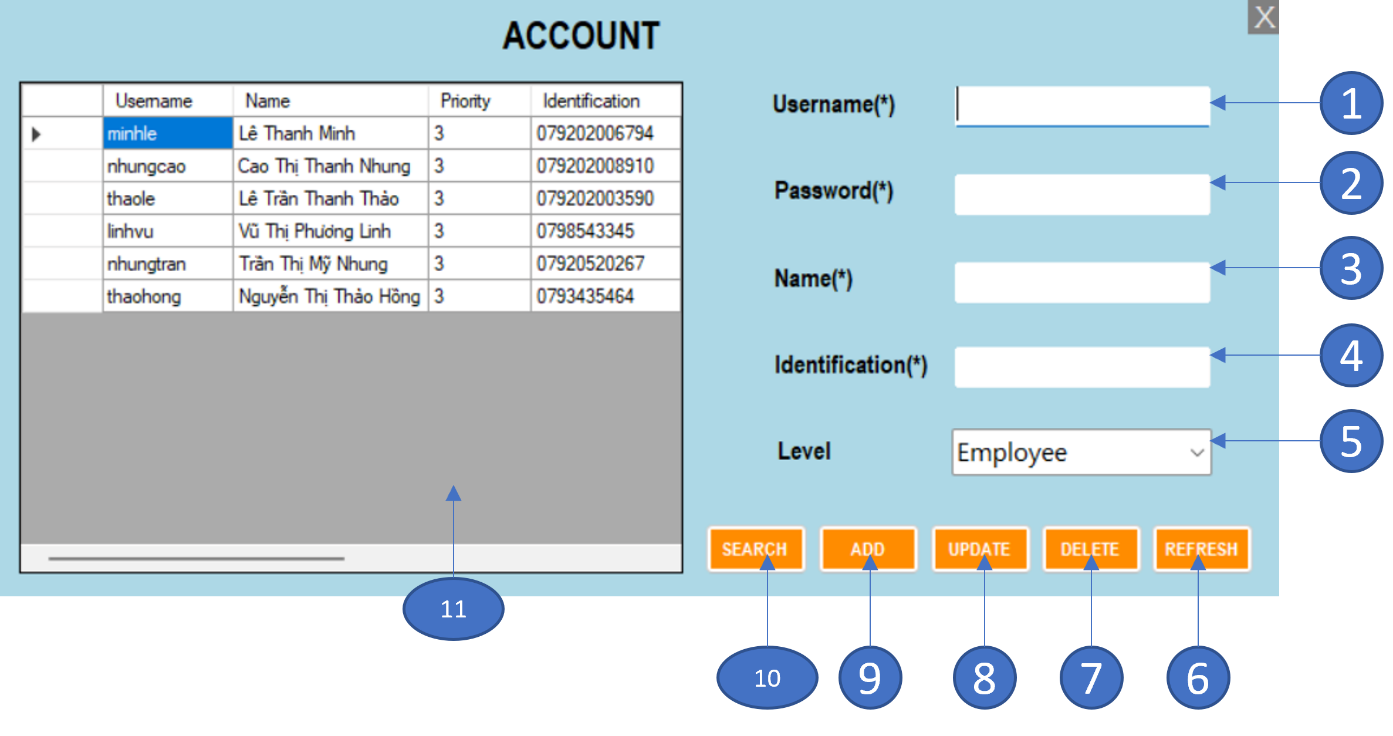 ACCOUNT
X
Username Name Priority Identification
minhle Lê Thanh Minh 3 079202006794
nhungcao Cao Thị Thanh Nhung 3 079202008910
thaole Lê Trần Thanh Thảo 3 079202003590
linhvu Vũ Thị Phương Linh 3 0798543345
nhungtran Trần Thị Mỹ Nhung 3 07920520267
thaohong Nguyễn Thị Thảo Hồng 3 0793435464
Username(*) 1
Password(*) 2
Name(*) 3
Identification(*) 4
Level Employee 5
SEARCH ADD UPDATE DELETE REFRESH
11
10 9 8 7 6